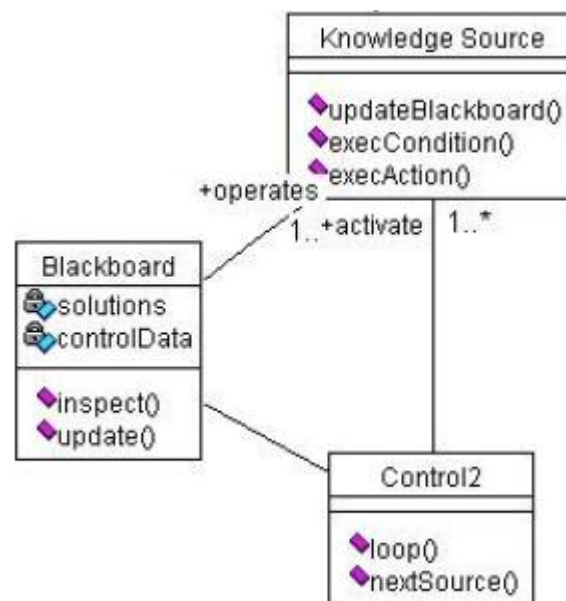 Knowledge Source
updateBlackboard()
execCondition()
execAction()
+operates
1..+activate
1..*
Blackboard
solutions
controlData
inspect()
update()
Control2
loop()
nextSource()